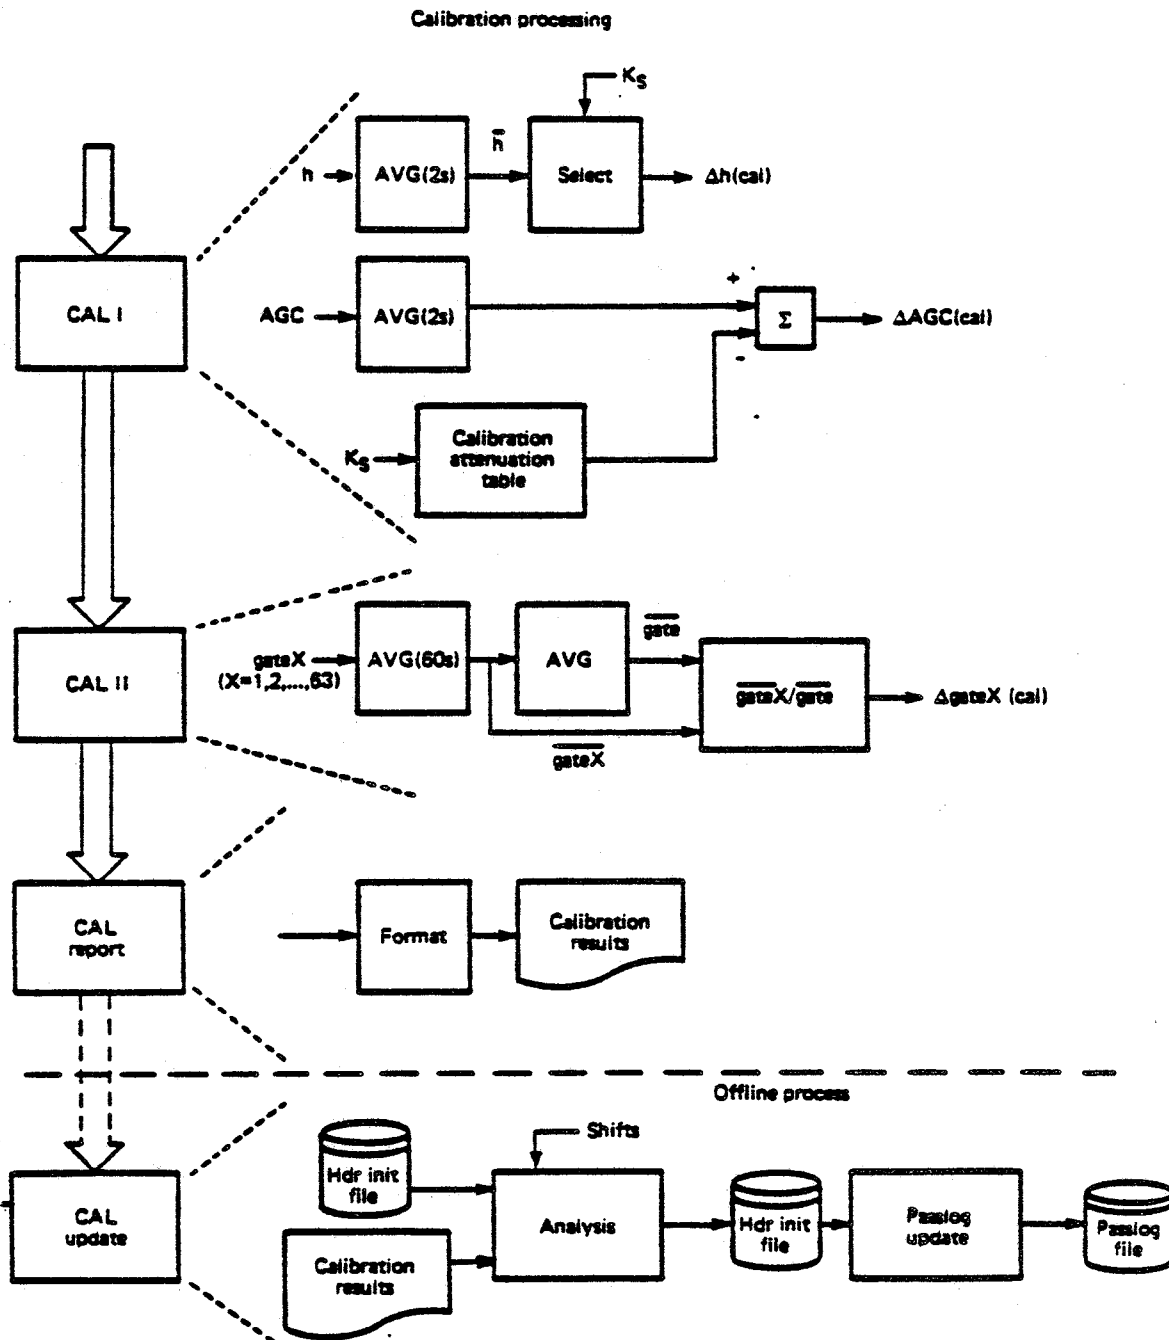 Calibration processing
K_S
h
AVG(2s)
h̅
Select
Δh(cal)
CAL I
AGC
AVG(2s)
+
Σ
ΔAGC(cal)
-
K_S
Calibration
attenuation
table
CAL II
gateX
(X=1,2,...,63)
AVG(60s)
AVG
gate
gateX/gate
ΔgateX (cal)
gateX
CAL
report
Format
Calibration
results
Offline process
CAL
update
Hdr init
file
Shifts
Calibration
results
Analysis
Hdr init
file
Passlog
update
Passlog
file